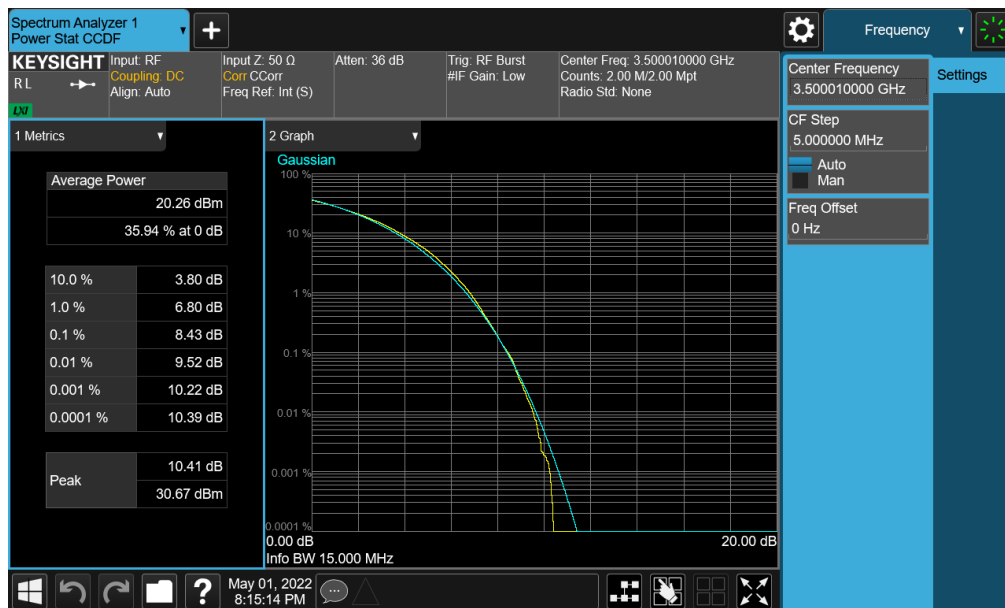 Spectrum Analyzer 1
Power Stat CCDF
+
Frequency
KEYSIGHT
RL
LXI
Input: RF
Coupling: DC
Align: Auto
Input Z: 50 Ω
Corr CCorr
Freq Ref: Int (S)
Atten: 36 dB
Trig: RF Burst
#IF Gain: Low
Center Freq: 3.500010000 GHz
Counts: 2.00 M/2.00 Mpt
Radio Std: None
Center Frequency
3.500010000 GHz
Settings
CF Step
5.000000 MHz
Auto
Man
Freq Offset
0 Hz
1 Metrics
Average Power
20.26 dBm
35.94 % at 0 dB
10.0 % 3.80 dB
1.0 % 6.80 dB
0.1 % 8.43 dB
0.01 % 9.52 dB
0.001 % 10.22 dB
0.0001 % 10.39 dB
Peak
10.41 dB
30.67 dBm
2 Graph
Gaussian
100 %
10 %
1 %
0.1 %
0.01 %
0.001 %
0.0001 %
0.00 dB 20.00 dB
Info BW 15.000 MHz
?
May 01, 2022
8:15:14 PM